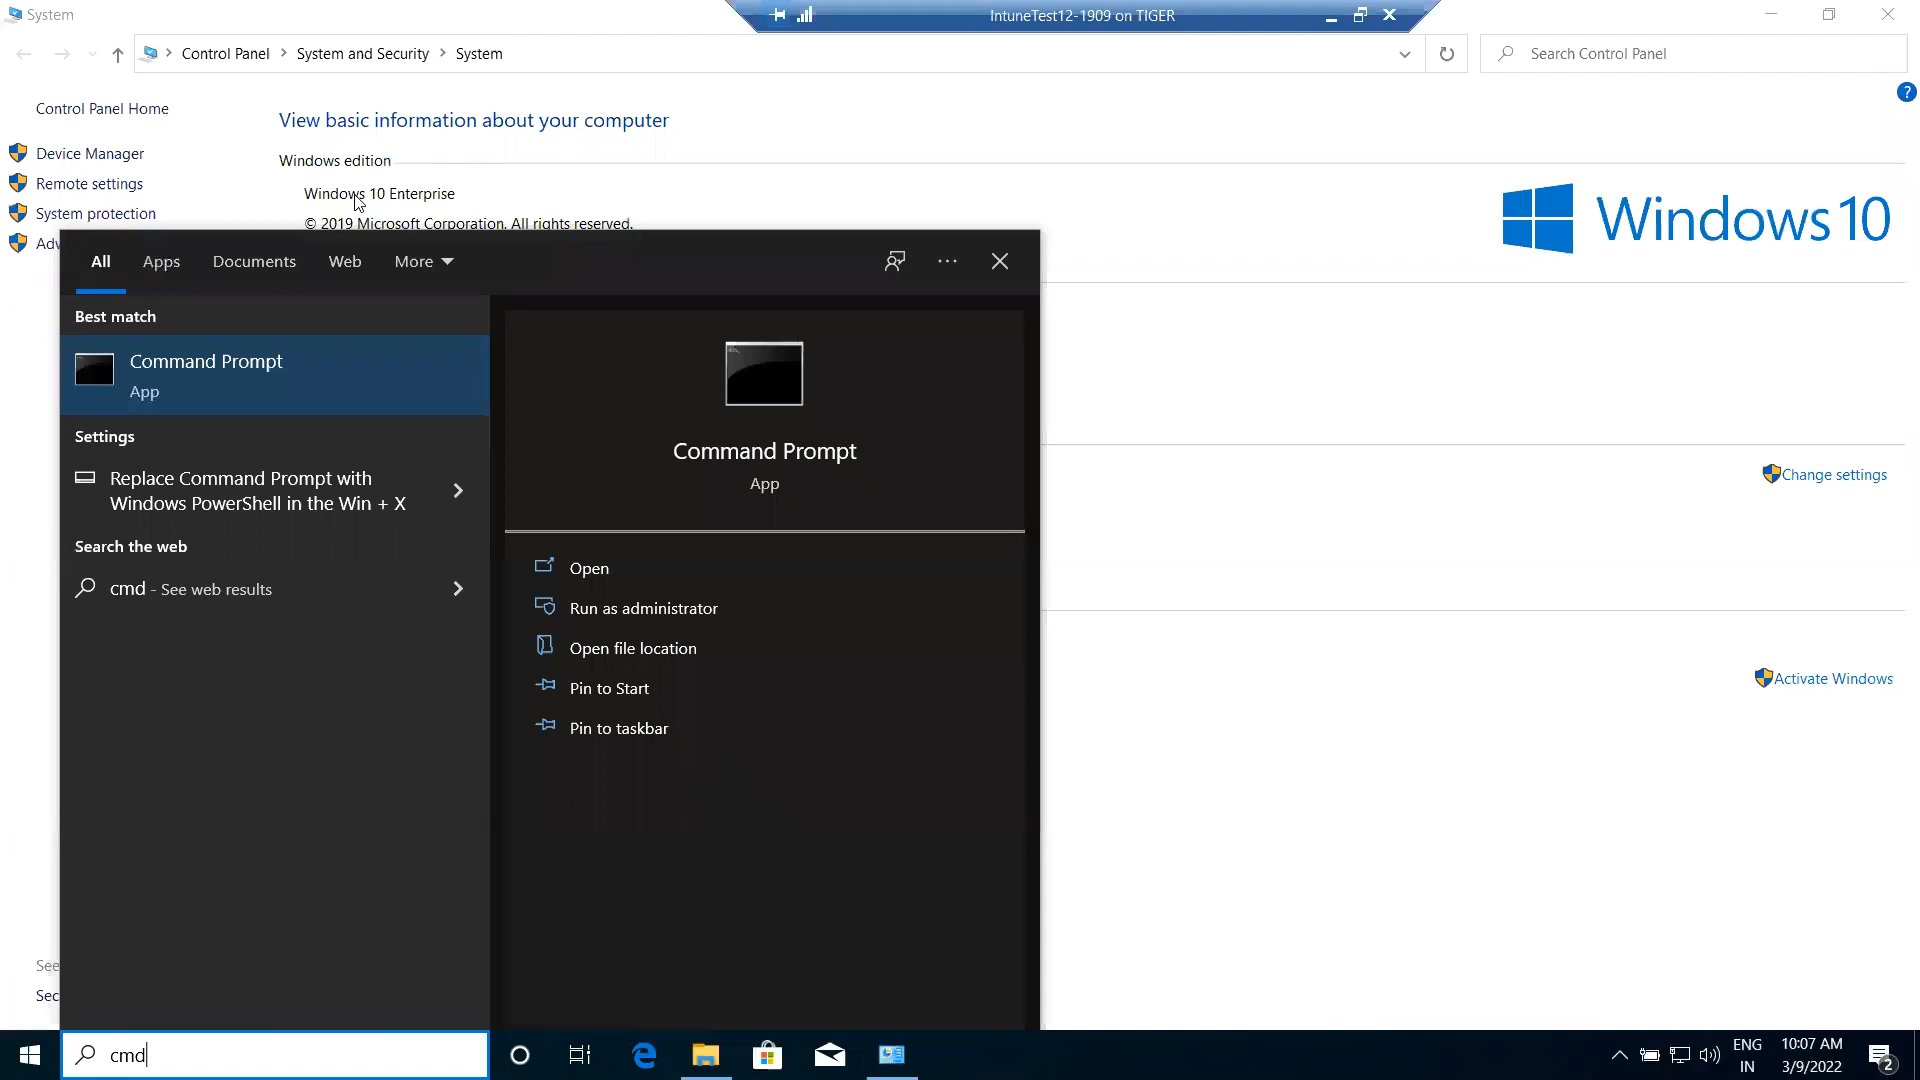 System
IntuneTest12-1909 on TIGER
Control Panel > System and Security > System
Search Control Panel
Control Panel Home
Device Manager
Remote settings
System protection
Adv
View basic information about your computer
Windows edition
Windows 10 Enterprise
© 2019 Microsoft Corporation. All rights reserved.
Windows 10
?
Change settings
Activate Windows
All Apps Documents Web More
Best match
Command Prompt
App
Settings
Replace Command Prompt with
Windows PowerShell in the Win + X
Search the web
cmd - See web results
Command Prompt
App
Open
Run as administrator
Open file location
Pin to Start
Pin to taskbar
See
Sec
cmd
ENG
IN
10:07 AM
3/9/2022
2